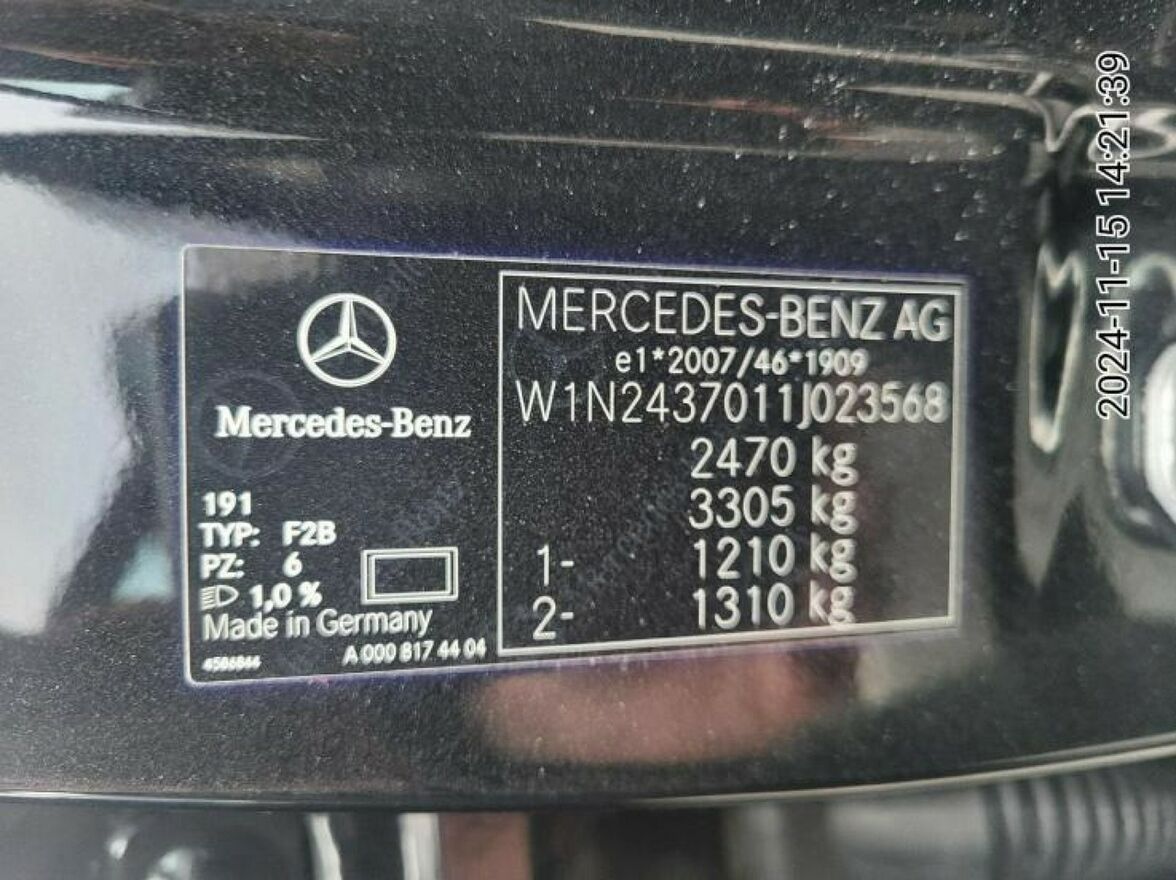 Mercedes-Benz
191
TYP: F2B
PZ: 6
1,0 %
Made in Germany
4586844
A 000 817 44 04
MERCEDES-BENZ AG
e1*2007/46*1909
W1N2437011J023568
2470 kg
3305 kg
1- 1210 kg
2- 1310 kg
2024-11-15 14:21:39